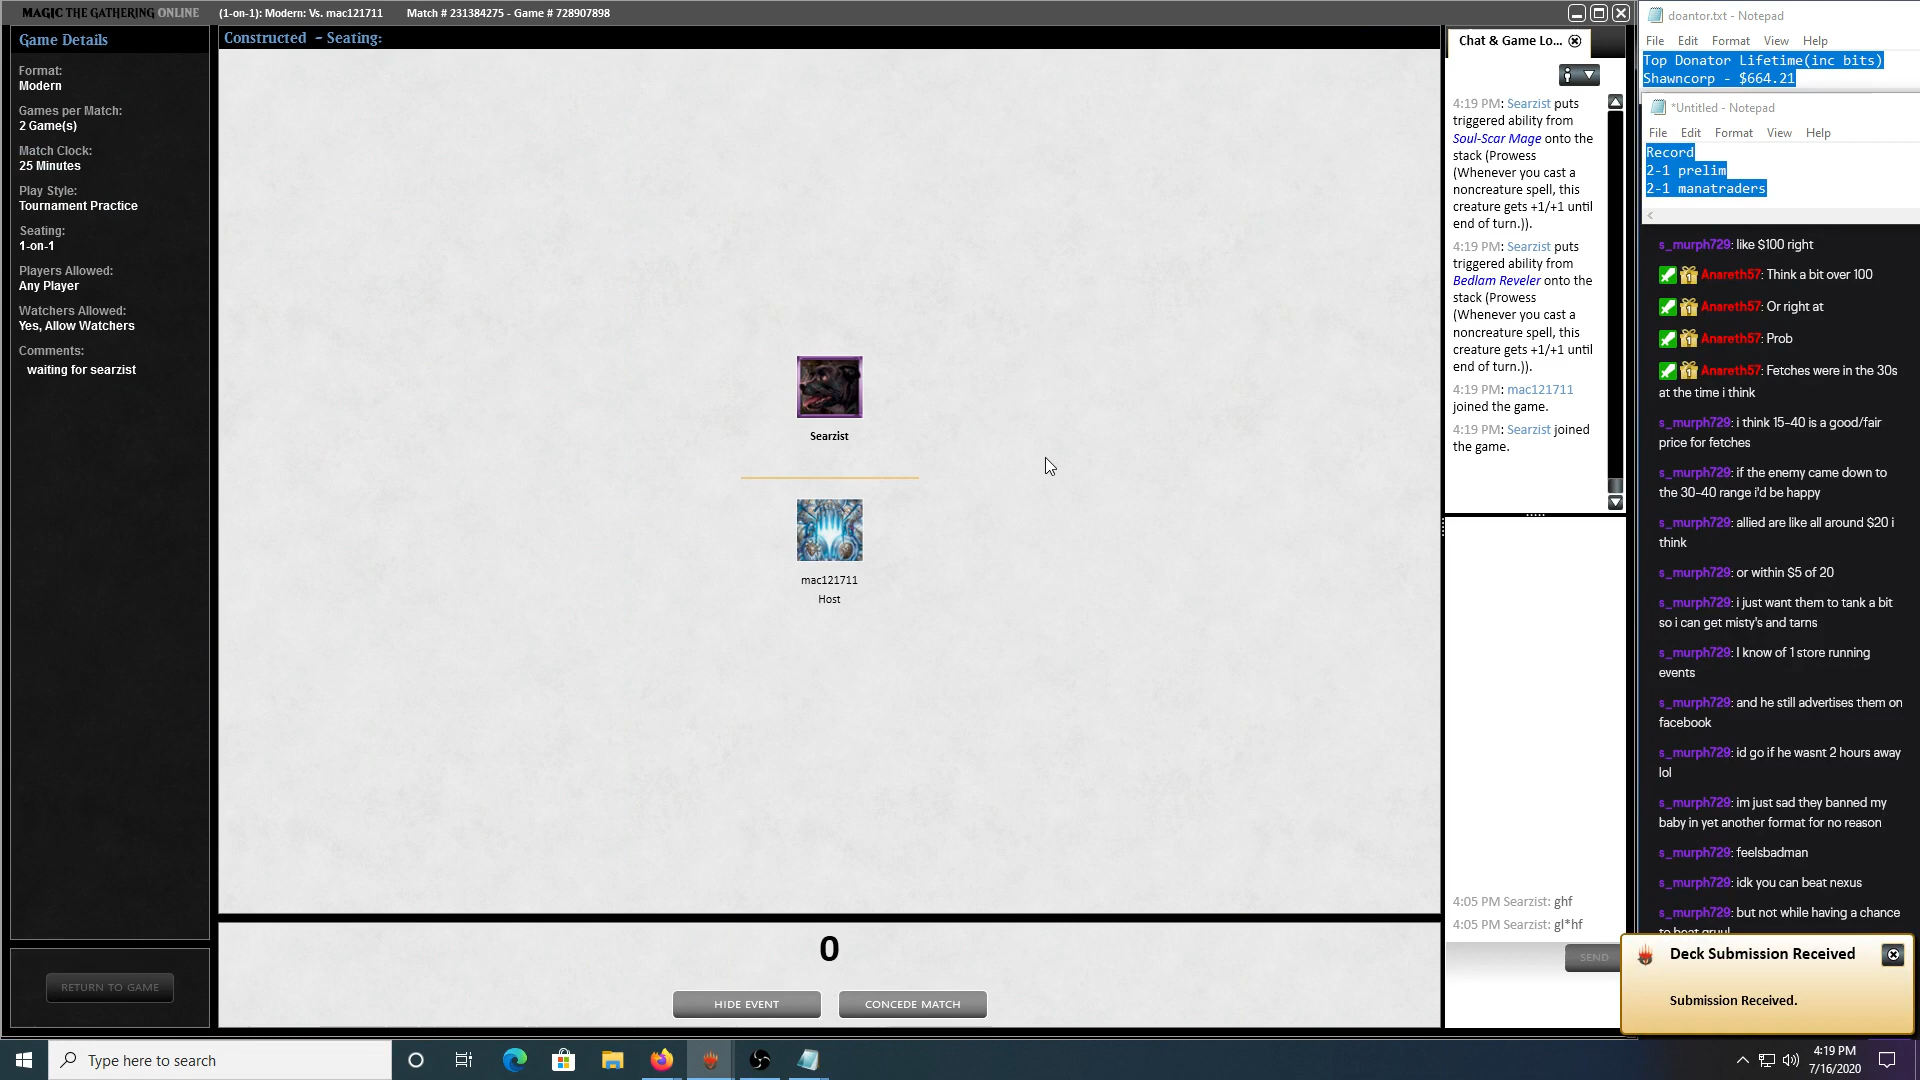 MAGIC THE GATHERING ONLINE
(1-on-1): Modern: Vs. mac121711
Match # 231384275 - Game # 728907898
Game Details
Format:
Modern
Games per Match:
2 Game(s)
Match Clock:
25 Minutes
Play Style:
Tournament Practice
Seating:
1-on-1
Players Allowed:
Any Player
Watchers Allowed:
Yes, Allow Watchers
Comments:
waiting for searzist
RETURN TO GAME
Constructed - Seating:
Searzist
mac121711
Host
0
HIDE EVENT
CONCEDE MATCH
Chat & Game Lo...
4:19 PM: Searzist puts
triggered ability from
Soul-Scar Mage onto the
stack (Prowess
(Whenever you cast a
noncreature spell, this
creature gets +1/+1 until
end of turn.)).
4:19 PM: Searzist puts
triggered ability from
Bedlam Reveler onto the
stack (Prowess
(Whenever you cast a
noncreature spell, this
creature gets +1/+1 until
end of turn.)).
4:19 PM: mac121711
joined the game.
4:19 PM: Searzist joined
the game.
4:05 PM Searzist: ghf
4:05 PM Searzist: gl*hf
SEND
doantor.txt - Notepad
File Edit Format View Help
Top Donator Lifetime(inc bits)
Shawncorp - $664.21
*Untitled - Notepad
File Edit Format View Help
Record
2-1 prelim
2-1 manatraders
s_murph729: like $100 right
Anareth57: Think a bit over 100
Anareth57: Or right at
Anareth57: Prob
Anareth57: Fetches were in the 30s
at the time i think
s_murph729: i think 15-40 is a good/fair
price for fetches
s_murph729: if the enemy came down to
the 30-40 range i'd be happy
s_murph729: allied are like all around $20 i
think
s_murph729: or within $5 of 20
s_murph729: i just want them to tank a bit
so i can get misty's and tarns
s_murph729: I know of 1 store running
events
s_murph729: and he still advertises them on
facebook
s_murph729: id go if he wasnt 2 hours away
lol
s_murph729: im just sad they banned my
baby in yet another format for no reason
s_murph729: feelsbadman
s_murph729: idk you can beat nexus
s_murph729: but not while having a chance
to beat gruul
Deck Submission Received
Submission Received.
Type here to search
4:19 PM
7/16/2020